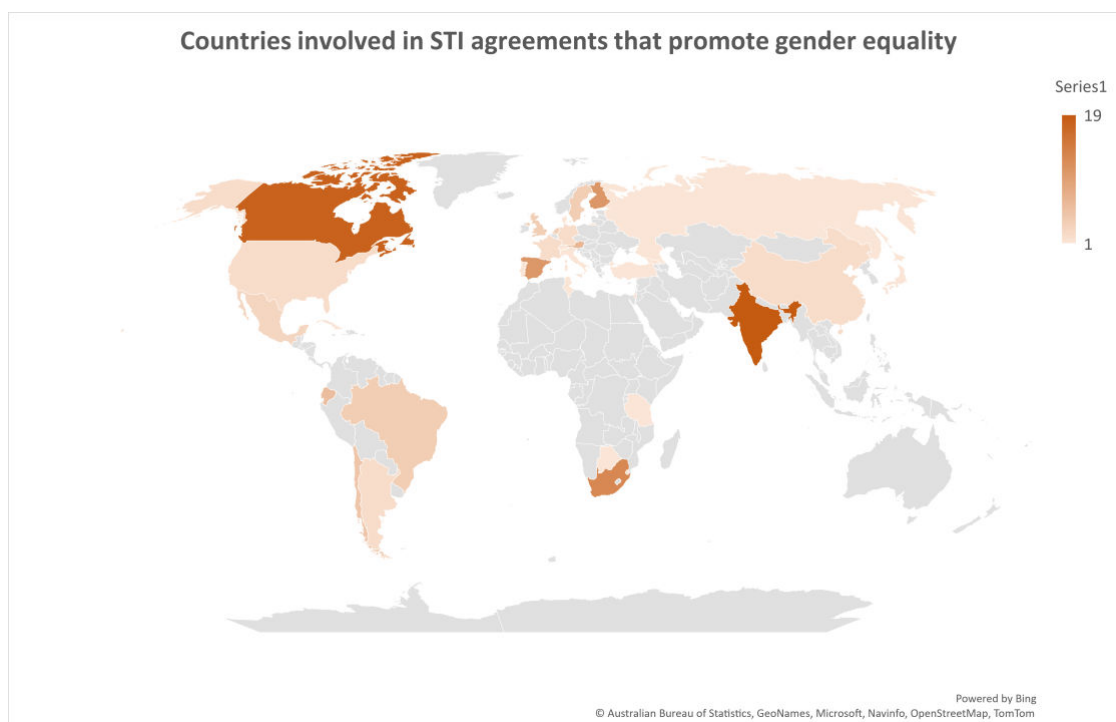 Countries involved in STI agreements that promote gender equality
Series1
19
1
Powered by Bing
© Australian Bureau of Statistics, GeoNames, Microsoft, Navinfo, OpenStreetMap, TomTom